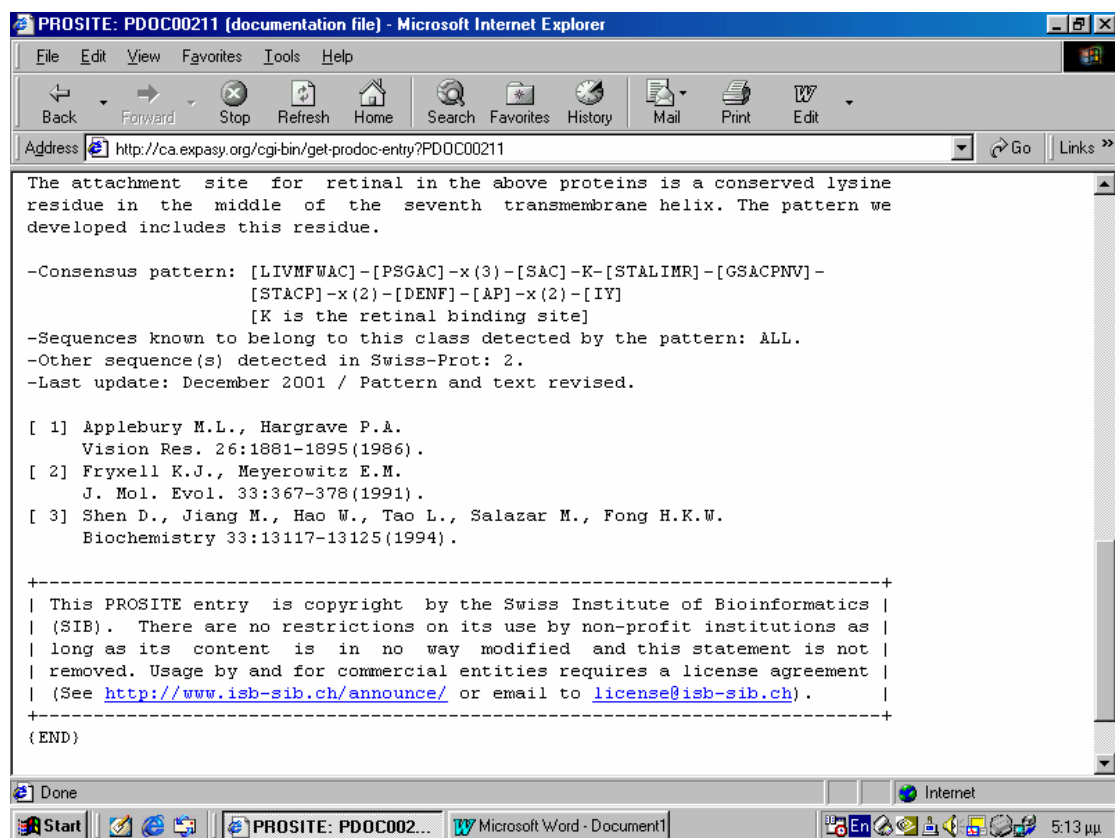 PROSITE: PDOC00211 (documentation file) - Microsoft Internet Explorer
File Edit View Favorites Tools Help
Back Forward Stop Refresh Home Search Favorites History Mail Print Edit
Address http://ca.expasy.org/cgi-bin/get-prodoc-entry?PDOC00211 Go Links »
The attachment site for retinal in the above proteins is a conserved lysine
residue in the middle of the seventh transmembrane helix. The pattern we
developed includes this residue.
-Consensus pattern: [LIVMFWAC]-[PSGAC]-x(3)-[SAC]-K-[STALIMR]-[GSACPNV]-
[STACP]-x(2)-[DENF]-[AP]-x(2)-[IY]
[K is the retinal binding site]
-Sequences known to belong to this class detected by the pattern: ALL.
-Other sequence(s) detected in Swiss-Prot: 2.
-Last update: December 2001 / Pattern and text revised.
[ 1] Applebury M.L., Hargrave P.A.
Vision Res. 26:1881-1895(1986).
[ 2] Fryxell K.J., Meyerowitz E.M.
J. Mol. Evol. 33:367-378(1991).
[ 3] Shen D., Jiang M., Hao W., Tao L., Salazar M., Fong H.K.W.
Biochemistry 33:13117-13125(1994).
+-----------------------------------------------------------------------------+
| This PROSITE entry is copyright by the Swiss Institute of Bioinformatics |
| (SIB). There are no restrictions on its use by non-profit institutions as |
| long as its content is in no way modified and this statement is not |
| removed. Usage by and for commercial entities requires a license agreement |
| (See http://www.isb-sib.ch/announce/ or email to license@isb-sib.ch). |
+-----------------------------------------------------------------------------+
{END}
Done Internet
Start PROSITE: PDOC002... Microsoft Word - Document1 En 5:13 μμ